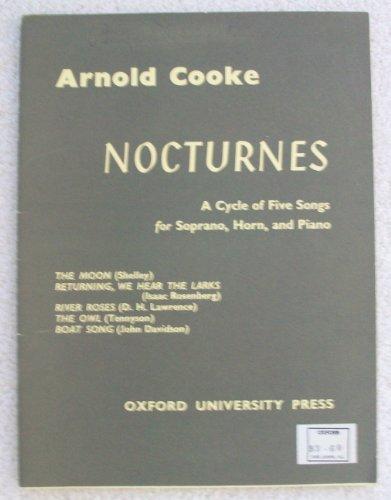 Arnold Cooke
NOCTURNES
A Cycle of Five Songs
for Soprano, Horn, and Piano
THE MOON (Shelley)
RETURNING, WE HEAR THE LARKS
(Isaac Rosenberg)
RIVER ROSES (D. H. Lawrence)
THE OWL (Tennyson)
BOAT SONG (John Davidson)
OXFORD UNIVERSITY PRESS
OXFORD